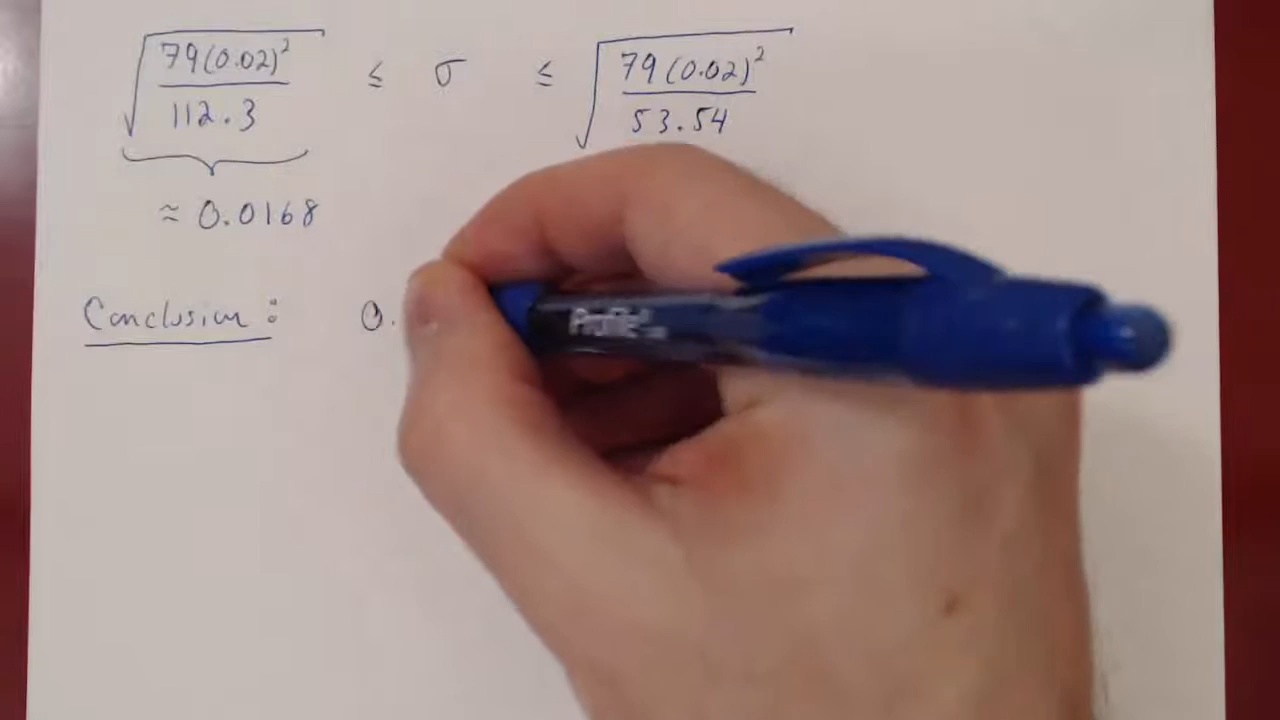 √(79(0.02)²/112.3) ≤ σ ≤ √(79(0.02)²/53.54)
≈ 0.0168
Conclusion: 0.
Profile